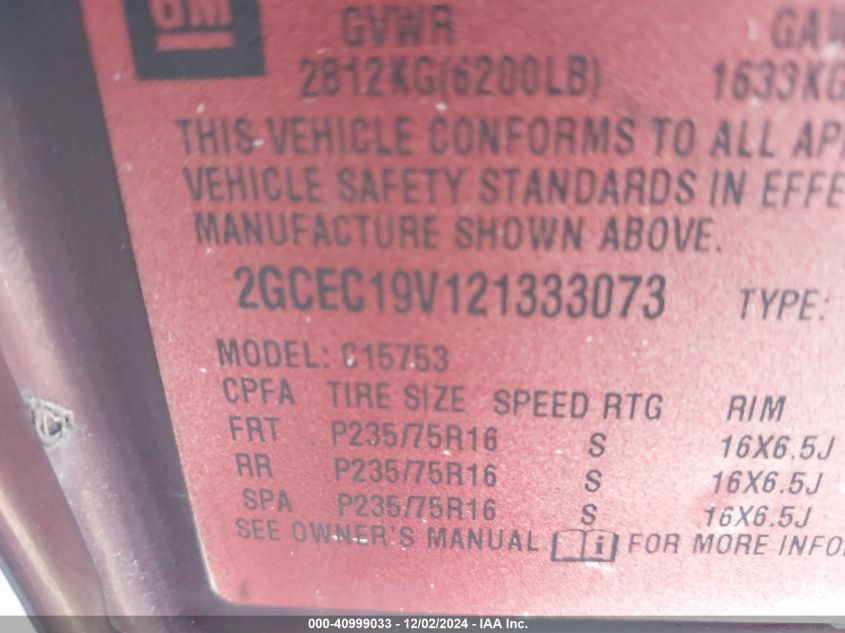 GM
GVWR GAW
2812KG(6200LB) 1633KG
THIS VEHICLE CONFORMS TO ALL APP
VEHICLE SAFETY STANDARDS IN EFFE
MANUFACTURE SHOWN ABOVE.
2GCEC19V121333073 TYPE:
MODEL: C15753
CPFA TIRE SIZE SPEED RTG RIM
FRT P235/75R16 S 16X6.5J
RR P235/75R16 S 16X6.5J
SPA P235/75R16 S 16X6.5J
SEE OWNER'S MANUAL i FOR MORE INFO
000-40999033 - 12/02/2024 - IAA Inc.